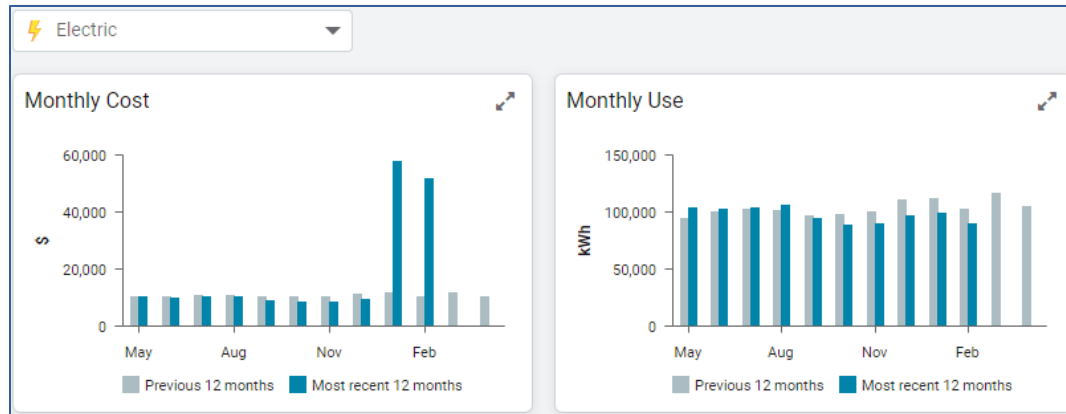 Electric
Monthly Cost
60,000
40,000
20,000
0
$
May Aug Nov Feb
Previous 12 months Most recent 12 months
Monthly Use
150,000
100,000
50,000
0
kWh
May Aug Nov Feb
Previous 12 months Most recent 12 months